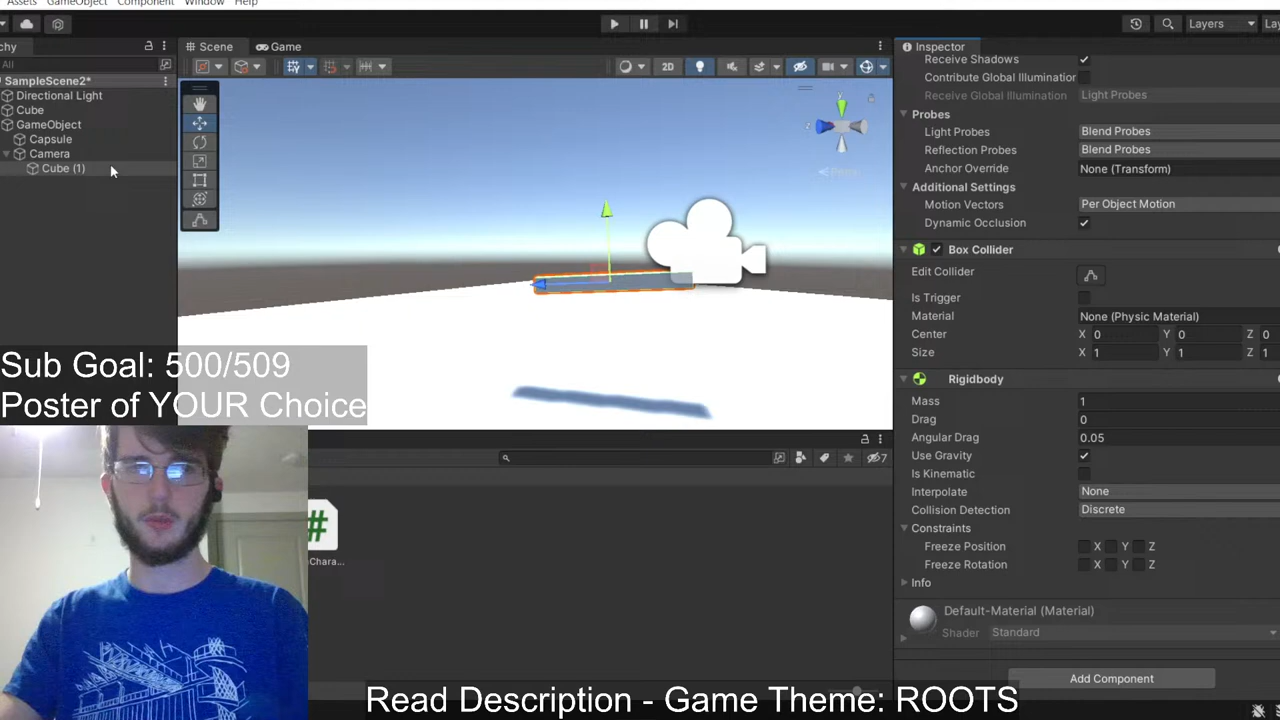 Assets GameObject Component Window Help
Layers
Lay
chy
Scene
Game
Inspector
All
2D
SampleScene2*
Directional Light
Cube
GameObject
Capsule
Camera
Cube (1)
y
z
Persp
Receive Shadows
Contribute Global Illumination
Receive Global Illumination Light Probes
Probes
Light Probes Blend Probes
Reflection Probes Blend Probes
Anchor Override None (Transform)
Additional Settings
Motion Vectors Per Object Motion
Dynamic Occlusion
Box Collider
Edit Collider
Is Trigger
Material None (Physic Material)
Center X 0 Y 0 Z 0
Size X 1 Y 1 Z 1
Rigidbody
Mass 1
Drag 0
Angular Drag 0.05
Use Gravity
Is Kinematic
Interpolate None
Collision Detection Discrete
Constraints
Freeze Position X Y Z
Freeze Rotation X Y Z
Info
Default-Material (Material)
Shader Standard
Add Component
7
#
Chara...
Sub Goal: 500/509
Poster of YOUR Choice
Read Description - Game Theme: ROOTS